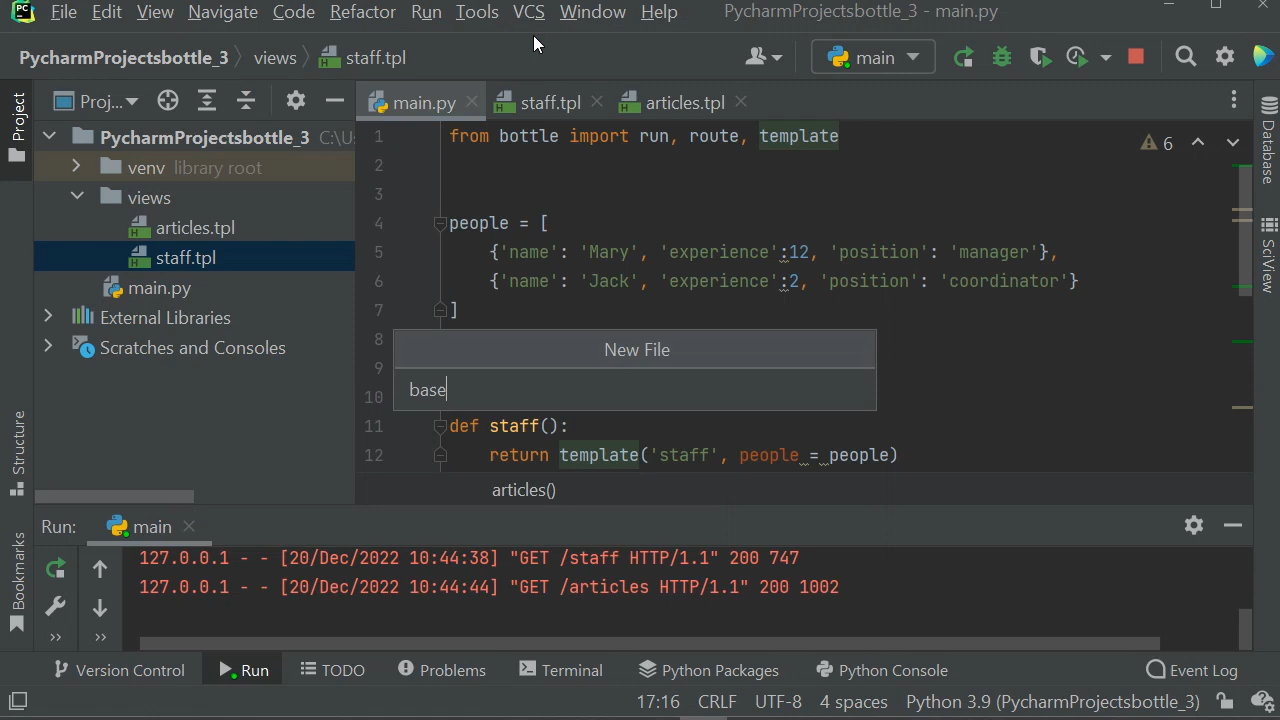 PC File Edit View Navigate Code Refactor Run Tools VCS Window Help PycharmProjectsbottle_3 - main.py
PycharmProjectsbottle_3 views staff.tpl main
Project
Proj...
main.py staff.tpl articles.tpl
PycharmProjectsbottle_3 C:\U
venv library root
views
articles.tpl
staff.tpl
main.py
External Libraries
Scratches and Consoles
1 from bottle import run, route, template
6
2
3
4 people = [
5 {'name': 'Mary', 'experience':12, 'position': 'manager'},
6 {'name': 'Jack', 'experience':2, 'position': 'coordinator'}
7 ]
8
9
10
New File
base
11 def staff():
12 return template('staff', people = people)
articles()
Database
SciView
Structure
Bookmarks
Run: main
127.0.0.1 - - [20/Dec/2022 10:44:38] "GET /staff HTTP/1.1" 200 747
127.0.0.1 - - [20/Dec/2022 10:44:44] "GET /articles HTTP/1.1" 200 1002
Version Control Run TODO Problems Terminal Python Packages Python Console Event Log
17:16 CRLF UTF-8 4 spaces Python 3.9 (PycharmProjectsbottle_3)